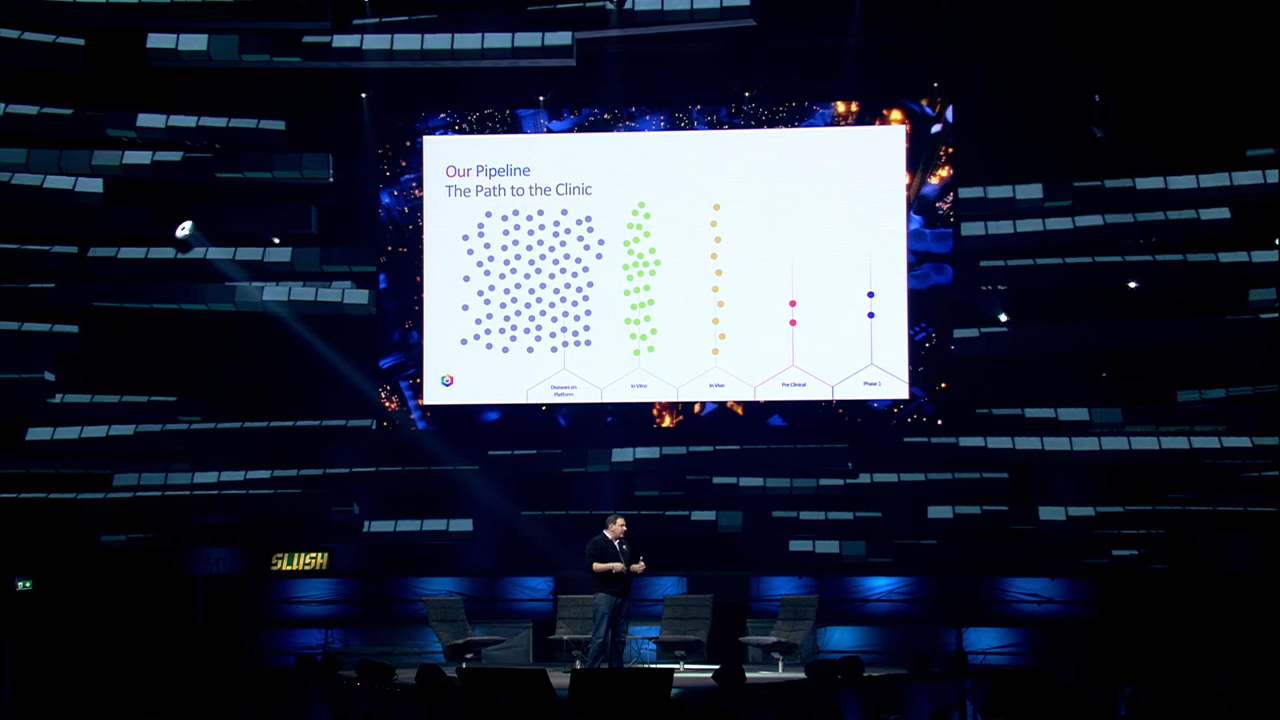 Our Pipeline
The Path to the Clinic
Diseases on
Platform
In Vitro
In Vivo
Pre Clinical
Phase 1
SLUSH